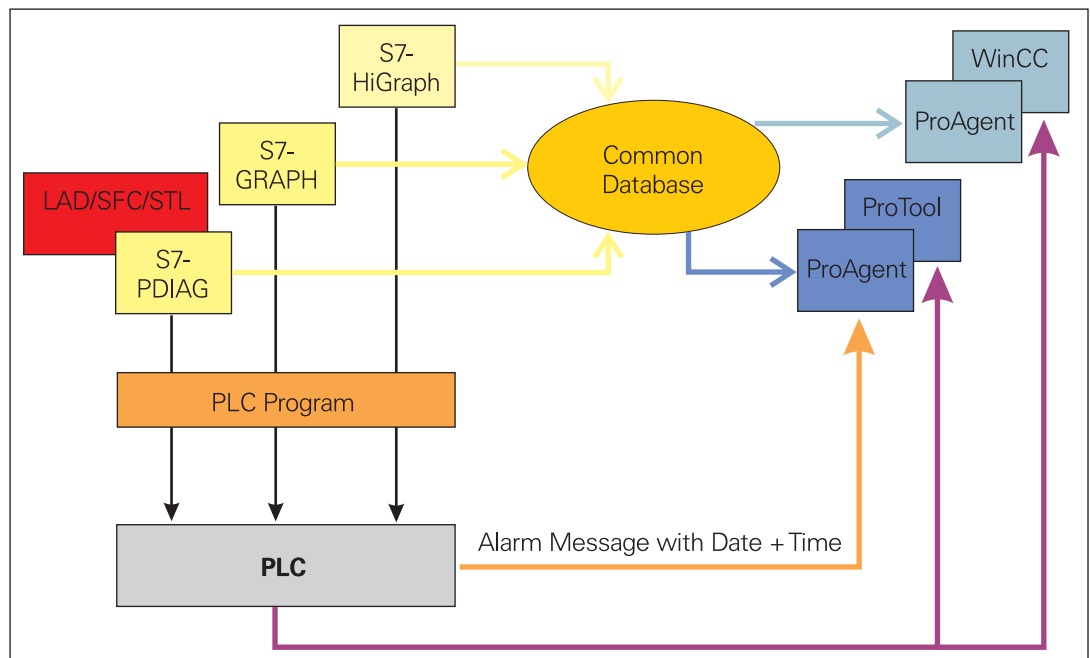 S7-
HiGraph
WinCC
ProAgent
S7-
GRAPH
Common
Database
LAD/SFC/STL
ProTool
S7-
PDIAG
ProAgent
PLC Program
Alarm Message with Date + Time
PLC